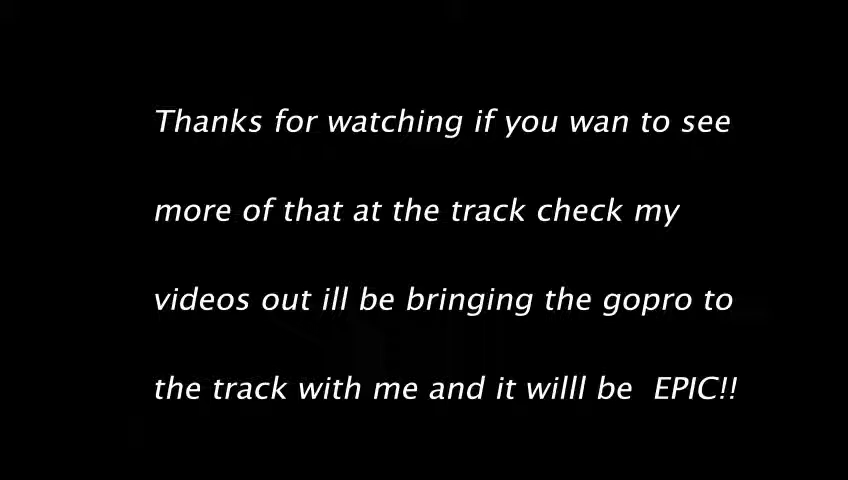 Thanks for watching if you wan to see
more of that at the track check my
videos out ill be bringing the gopro to
the track with me and it willl be  EPIC!!